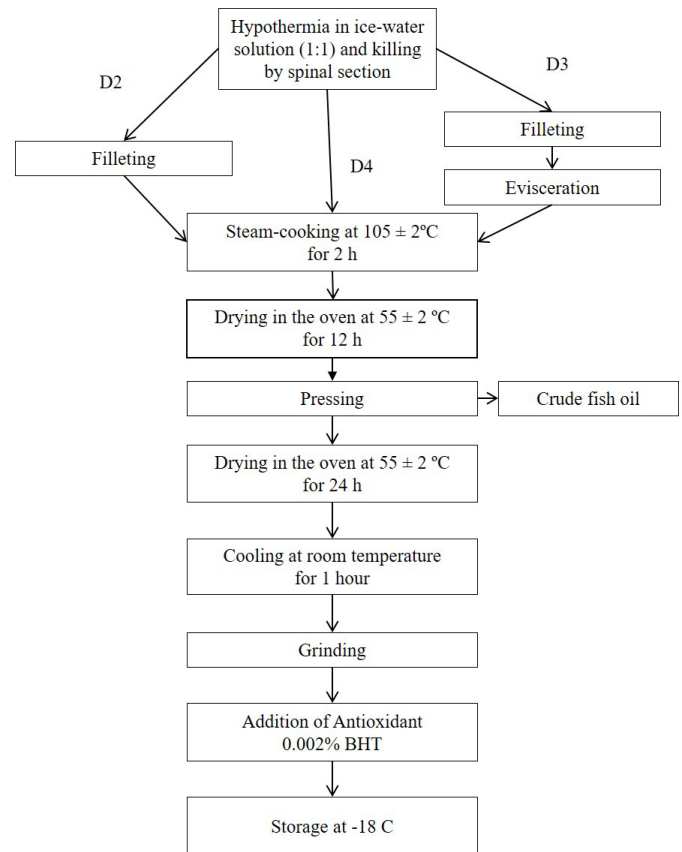 Hypothermia in ice-water
solution (1:1) and killing
by spinal section
D2
D3
Filleting
Filleting
D4
Evisceration
Steam-cooking at 105 ± 2ºC
for 2 h
Drying in the oven at 55 ± 2 ºC
for 12 h
Pressing
Crude fish oil
Drying in the oven at 55 ± 2 ºC
for 24 h
Cooling at room temperature
for 1 hour
Grinding
Addition of Antioxidant
0.002% BHT
Storage at -18 C